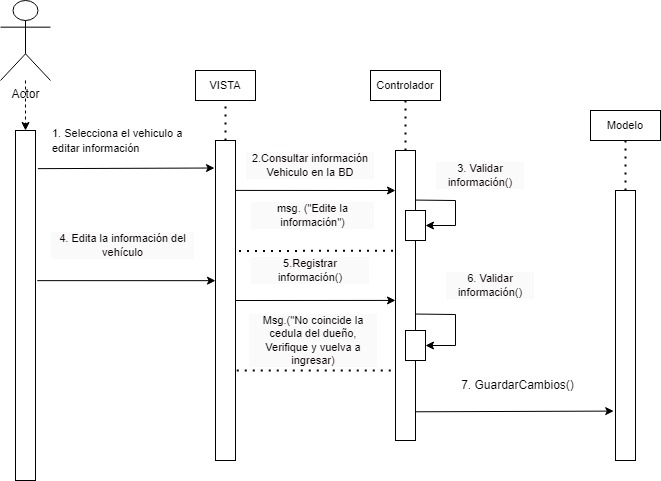 Actor
VISTA
Controlador
Modelo
1. Selecciona el vehiculo a
editar información
2.Consultar información
Vehiculo en la BD
3. Validar
información()
msg. ("Edite la
información")
4. Edita la información del
vehículo
5.Registrar
información()
6. Validar
información()
Msg.("No coincide la
cedula del dueño,
Verifique y vuelva a
ingresar)
7. GuardarCambios()